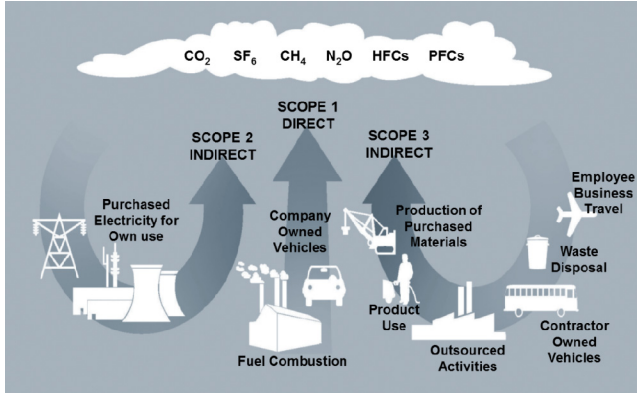 CO₂ SF₆ CH₄ N₂O HFCs PFCs
SCOPE 1
DIRECT
SCOPE 2
INDIRECT
SCOPE 3
INDIRECT
Purchased
Electricity for
Own use
Company
Owned
Vehicles
Fuel Combustion
Production of
Purchased
Materials
Product
Use
Outsourced
Activities
Employee
Business
Travel
Waste
Disposal
Contractor
Owned
Vehicles